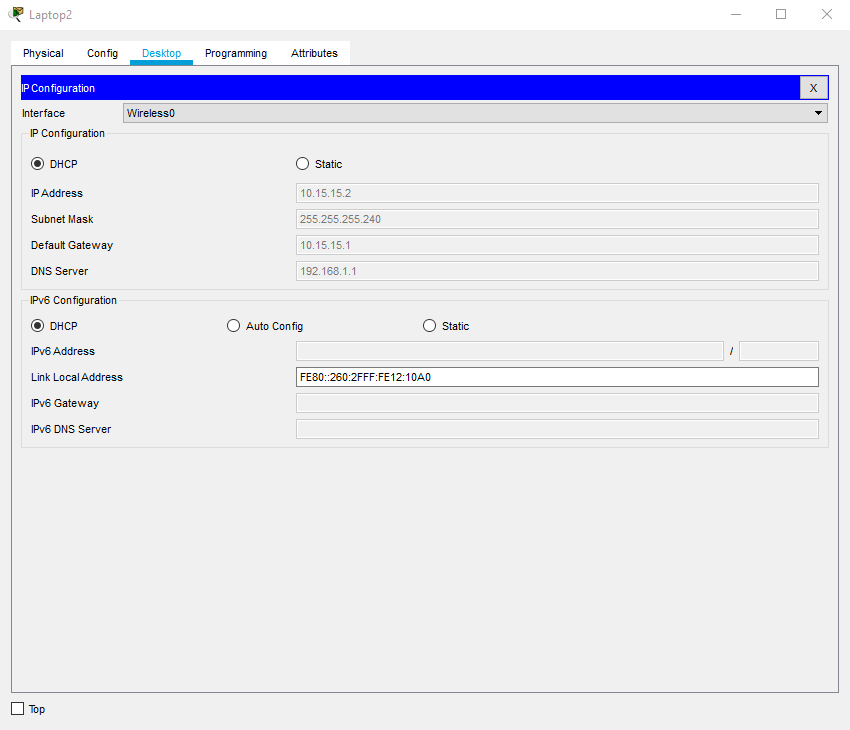 Laptop2
Physical Config Desktop Programming Attributes
IP Configuration X
Interface Wireless0
IP Configuration
DHCP Static
IP Address 10.15.15.2
Subnet Mask 255.255.255.240
Default Gateway 10.15.15.1
DNS Server 192.168.1.1
IPv6 Configuration
DHCP Auto Config Static
IPv6 Address /
Link Local Address FE80::260:2FFF:FE12:10A0
IPv6 Gateway
IPv6 DNS Server
Top